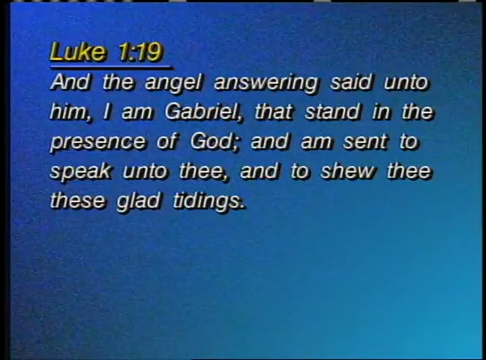 Luke 1:19
And the angel answering said unto
him, I am Gabriel, that stand in the
presence of God; and am sent to
speak unto thee, and to shew thee
these glad tidings.